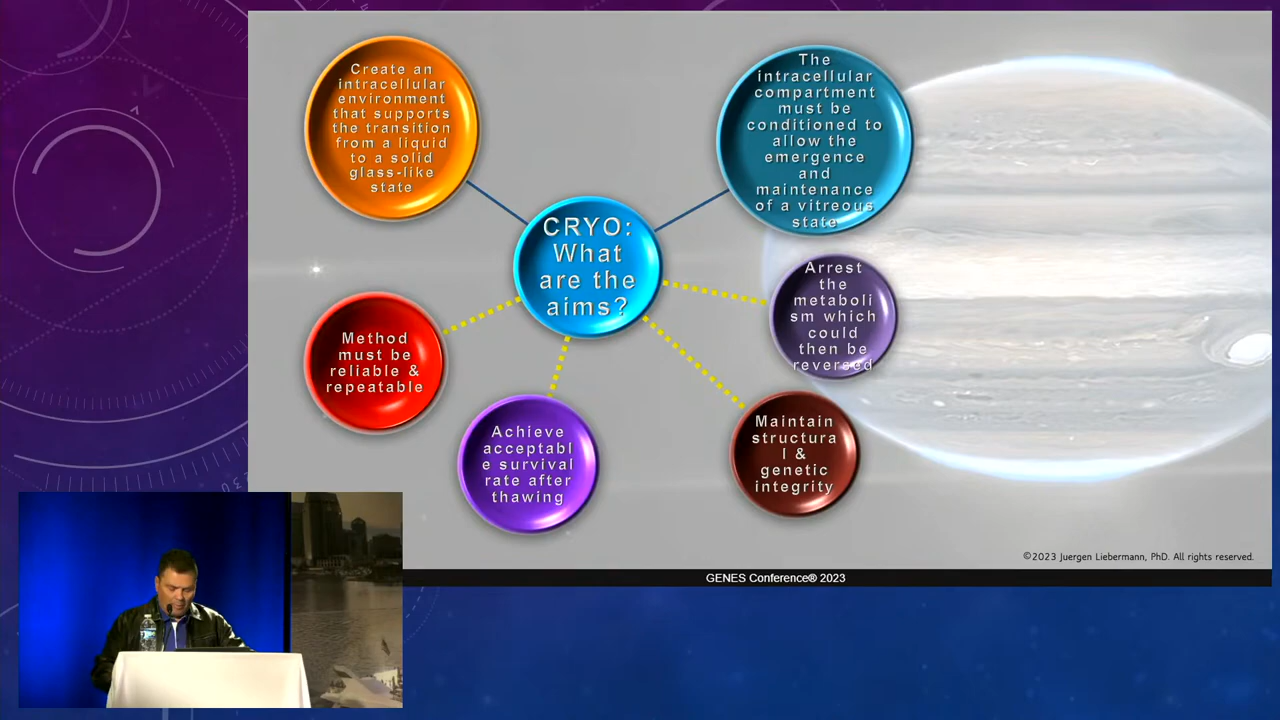 Create an
intracellular
environment
that supports
the transition
from a liquid
to a solid
glass-like
state
The
intracellular
compartment
must be
conditioned to
allow the
emergence
and
maintenance
of a vitreous
state
CRYO:
What
are the
aims?
Arrest
the
metaboli
sm which
could
then be
reversed
Method
must be
reliable &
repeatable
Achieve
acceptabl
e survival
rate after
thawing
Maintain
structura
l &
genetic
integrity
©2023 Juergen Liebermann, PhD. All rights reserved.
GENES Conference® 2023